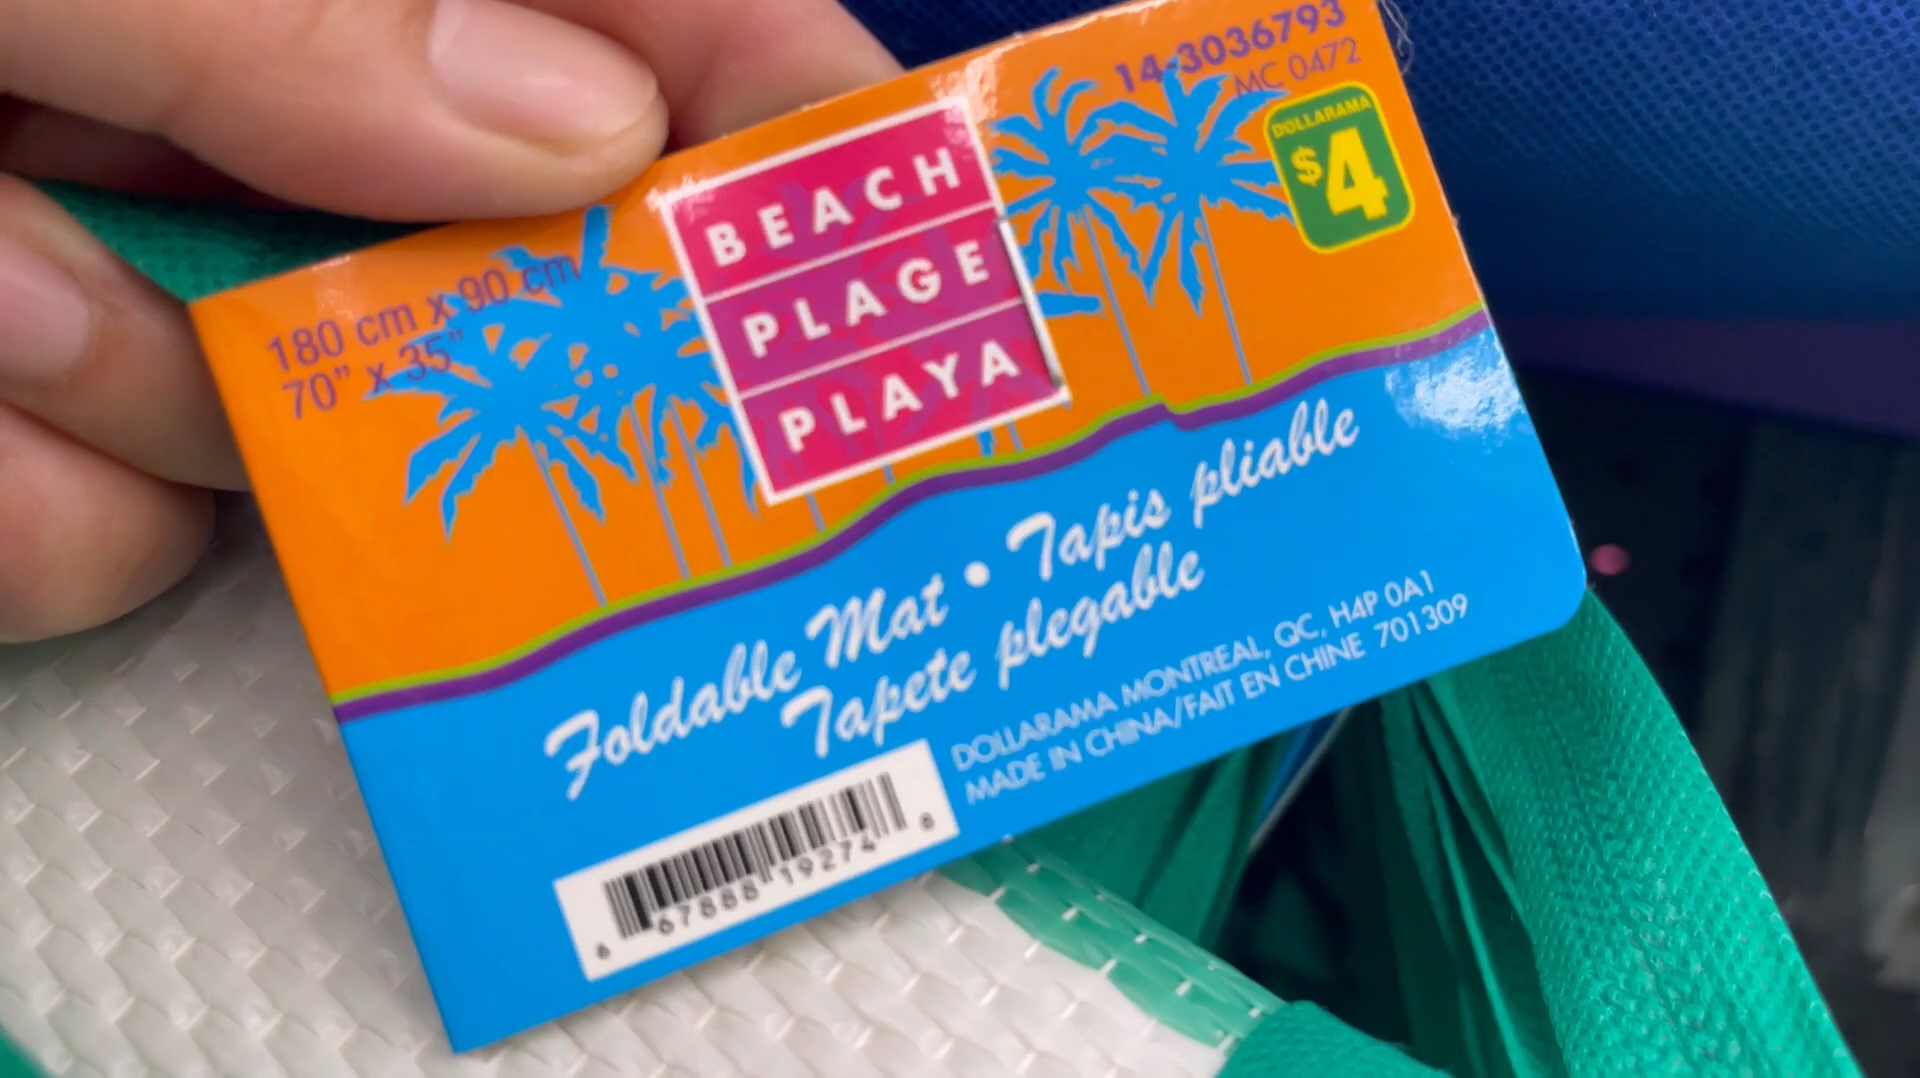 14-3036793
MC 0472
DOLLARAMA
$4
180 cm x 90 cm
70” x 35”
BEACH
PLAGE
PLAYA
Foldable Mat • Tapis pliable
Tapete plegable
DOLLARAMA MONTREAL, QC, H4P 0A1
MADE IN CHINA/FAIT EN CHINE 701309
6 67888 19274 8